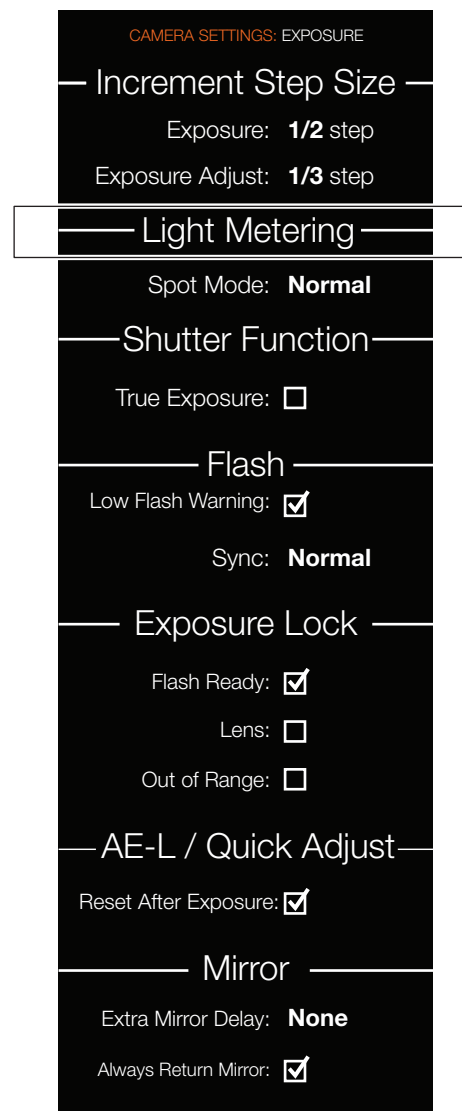 CAMERA SETTINGS: EXPOSURE
Increment Step Size
Exposure: 1/2 step
Exposure Adjust: 1/3 step
Light Metering
Spot Mode: Normal
Shutter Function
True Exposure:
Flash
Low Flash Warning:
Sync: Normal
Exposure Lock
Flash Ready:
Lens:
Out of Range:
AE-L / Quick Adjust
Reset After Exposure:
Mirror
Extra Mirror Delay: None
Always Return Mirror: